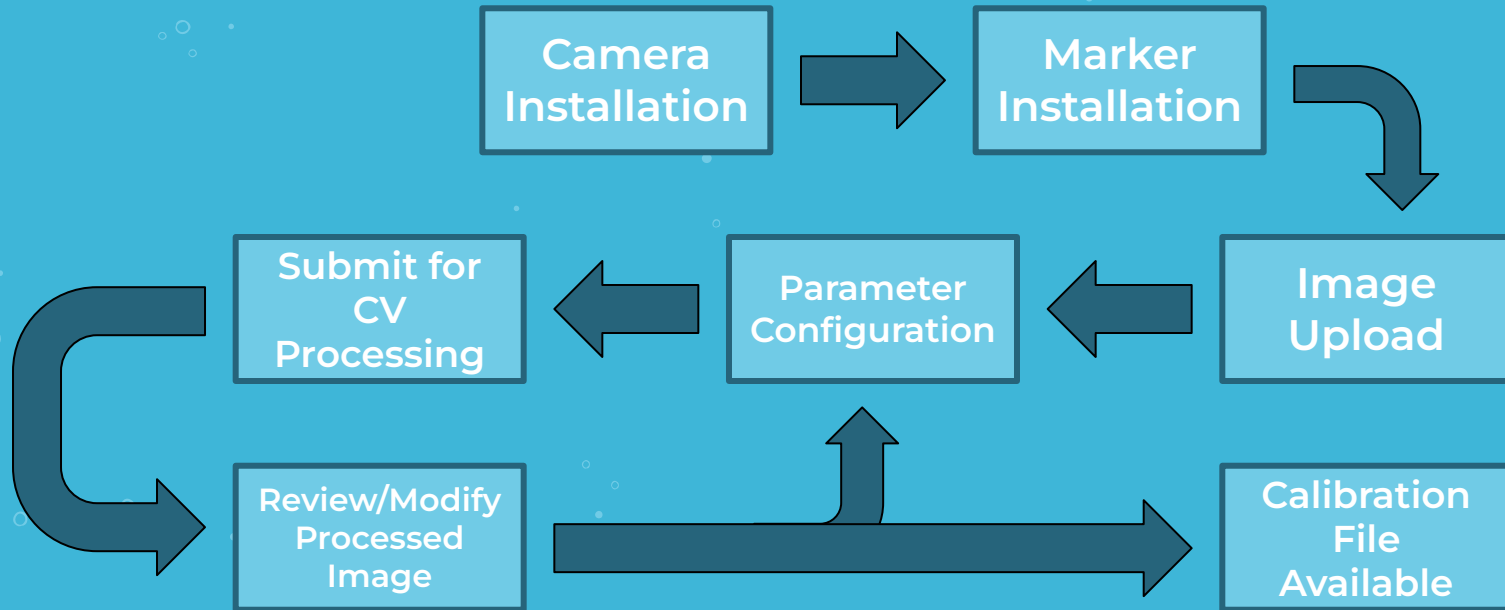 Camera
Installation
Marker
Installation
Image
Upload
Parameter
Configuration
Submit for
CV
Processing
Review/Modify
Processed
Image
Calibration
File
Available